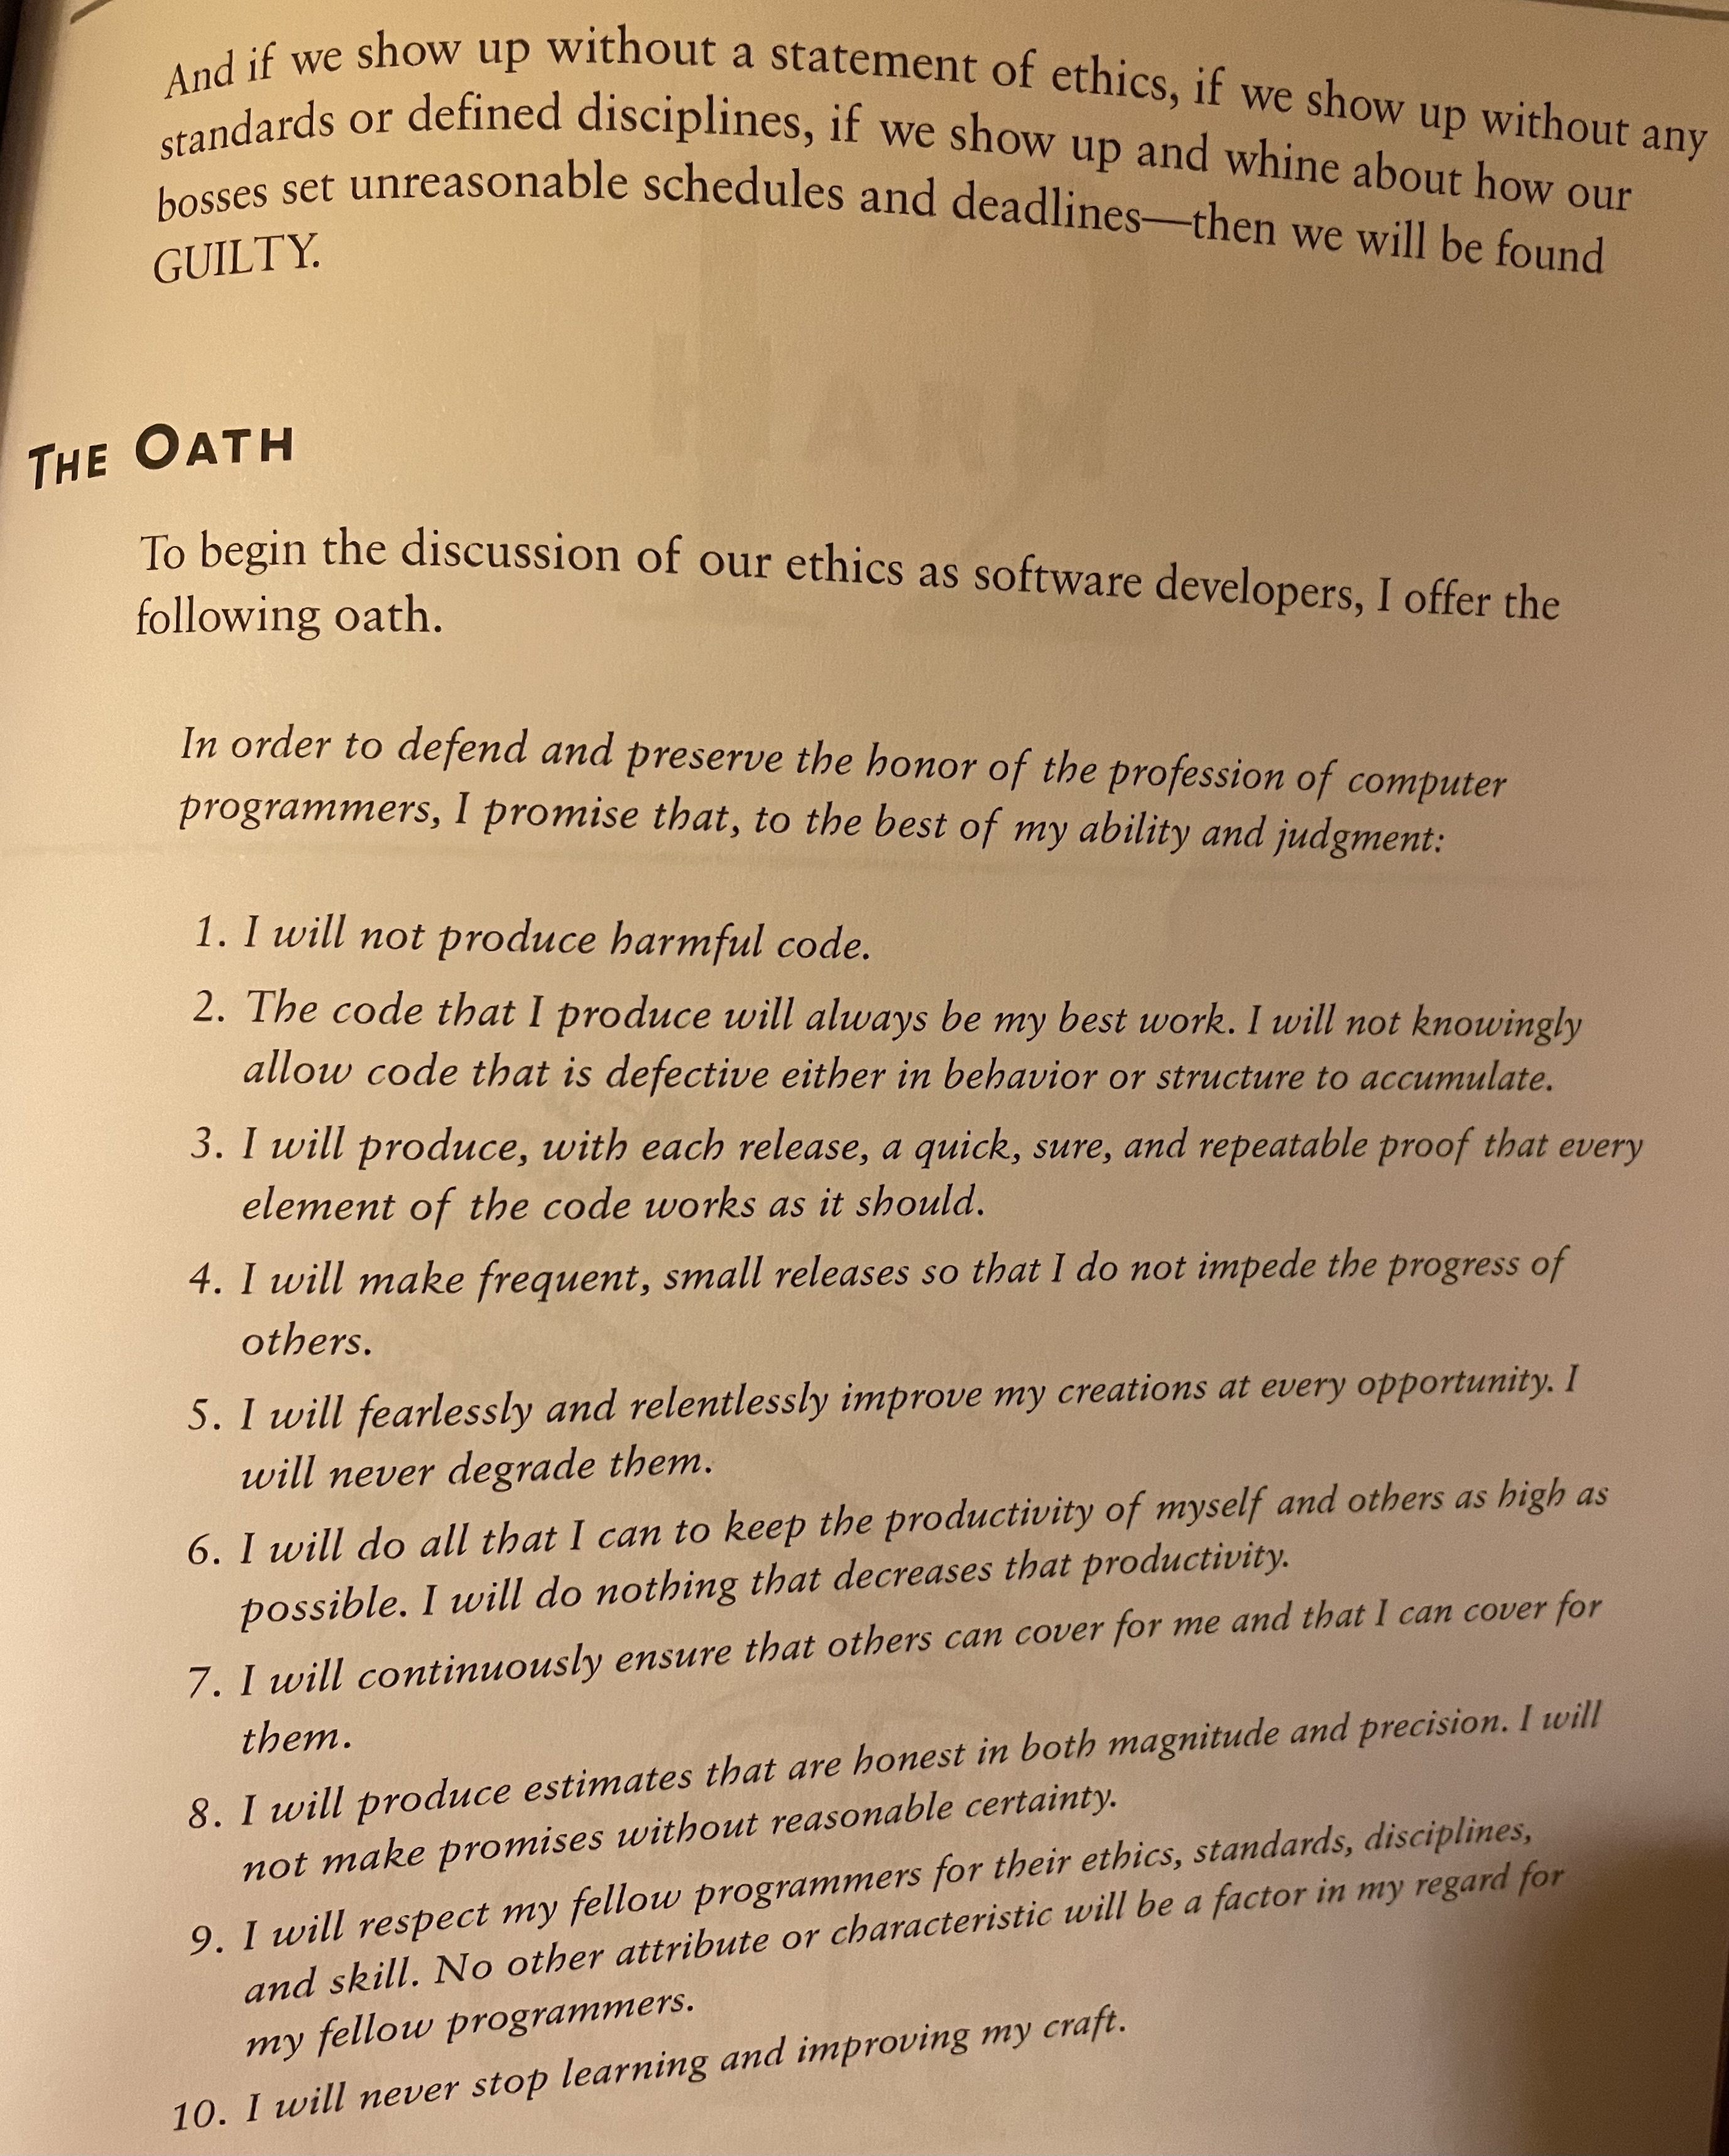 And if we show up without a statement of ethics, if we show up without any
standards or defined disciplines, if we show up and whine about how our
bosses set unreasonable schedules and deadlines—then we will be found
GUILTY.
THE OATH
To begin the discussion of our ethics as software developers, I offer the
following oath.
In order to defend and preserve the honor of the profession of computer
programmers, I promise that, to the best of my ability and judgment:
1. I will not produce harmful code.
2. The code that I produce will always be my best work. I will not knowingly
allow code that is defective either in behavior or structure to accumulate.
3. I will produce, with each release, a quick, sure, and repeatable proof that every
element of the code works as it should.
4. I will make frequent, small releases so that I do not impede the progress of
others.
5. I will fearlessly and relentlessly improve my creations at every opportunity. I
will never degrade them.
6. I will do all that I can to keep the productivity of myself and others as high as
possible. I will do nothing that decreases that productivity.
7. I will continuously ensure that others can cover for me and that I can cover for
them.
8. I will produce estimates that are honest in both magnitude and precision. I will
not make promises without reasonable certainty.
9. I will respect my fellow programmers for their ethics, standards, disciplines,
and skill. No other attribute or characteristic will be a factor in my regard for
my fellow programmers.
10. I will never stop learning and improving my craft.